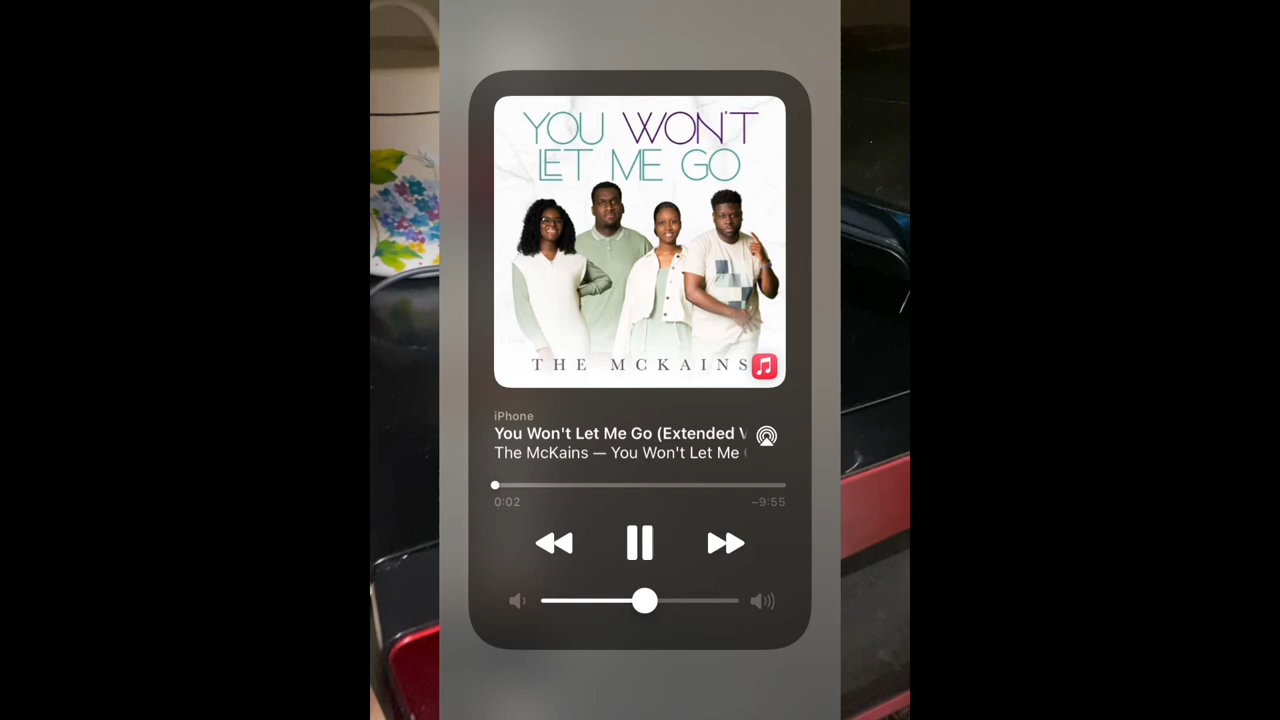 YOU WON'T
LET ME GO
THE MCKAINS
iPhone
You Won't Let Me Go (Extended
The McKains — You Won't Let Me
0:02
−9:55